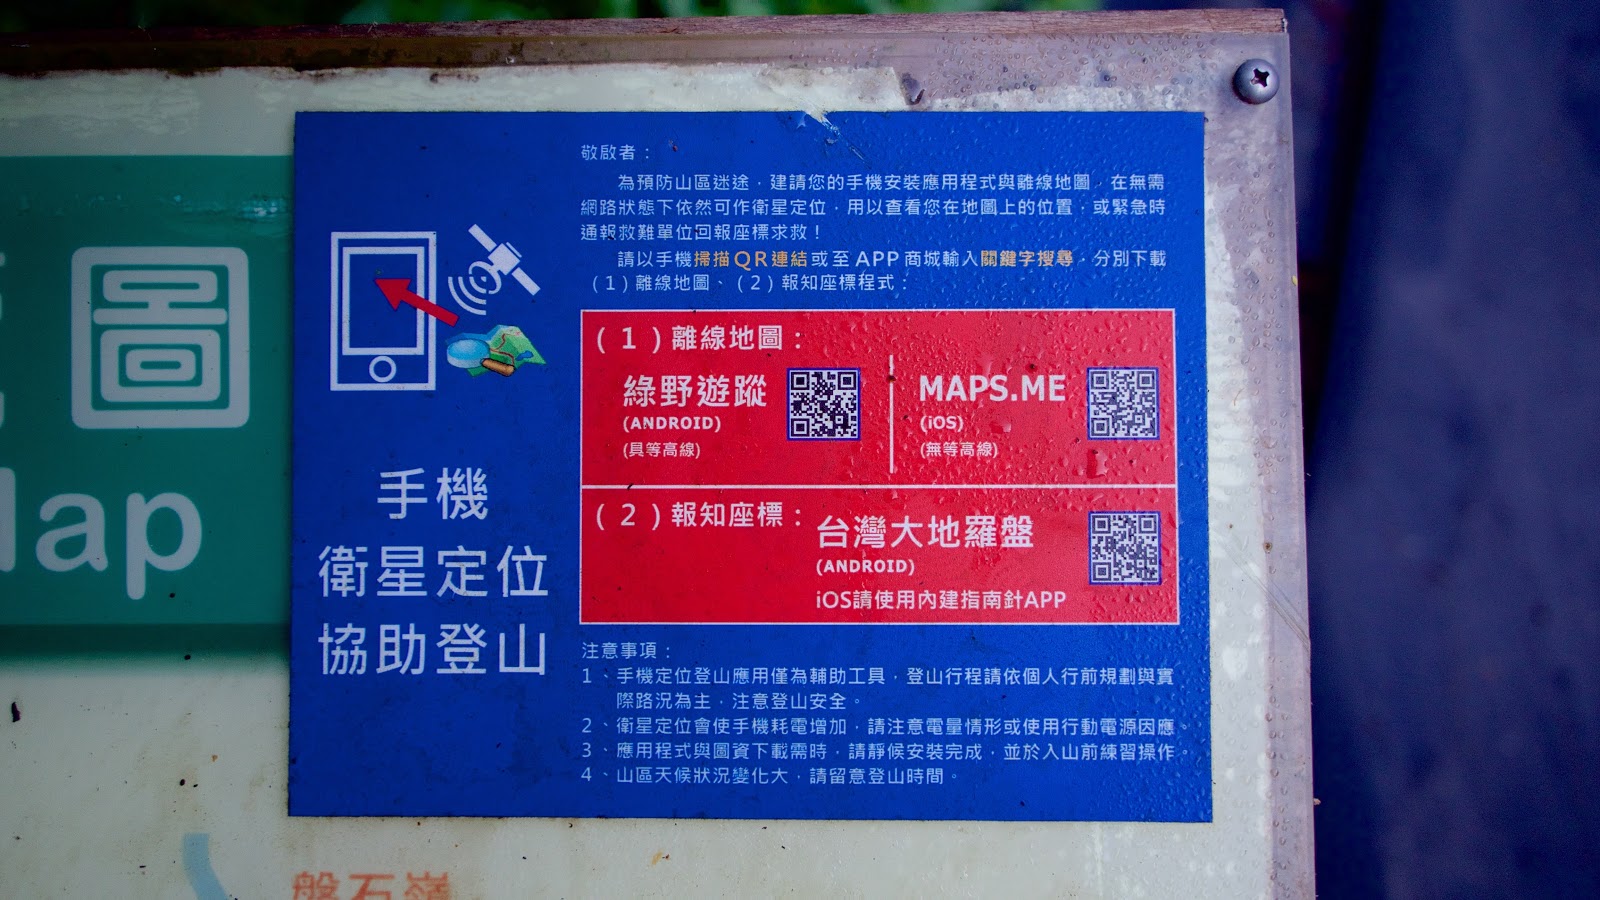 圖
Map
手機
衛星定位
協助登山
敬啟者：
為預防山區迷途，建請您的手機安裝應用程式與離線地圖，在無需
網路狀態下依然可作衛星定位，用以查看您在地圖上的位置，或緊急時
通報救難單位回報座標求救！
請以手機掃描QR連結或至APP商城輸入關鍵字搜尋，分別下載
（1）離線地圖、（2）報知座標程式：
（1）離線地圖：
綠野遊蹤
(ANDROID)
(具等高線)
MAPS.ME
(iOS)
(無等高線)
（2）報知座標：
台灣大地羅盤
(ANDROID)
iOS請使用內建指南針APP
注意事項：
1、手機定位登山應用僅為輔助工具，登山行程請依個人行前規劃與實
際路況為主，注意登山安全。
2、衛星定位會使手機耗電增加，請注意電量情形或使用行動電源因應。
3、應用程式與圖資下載需時，請靜候安裝完成，並於入山前練習操作。
4、山區天候狀況變化大，請留意登山時間。
盤石嶺